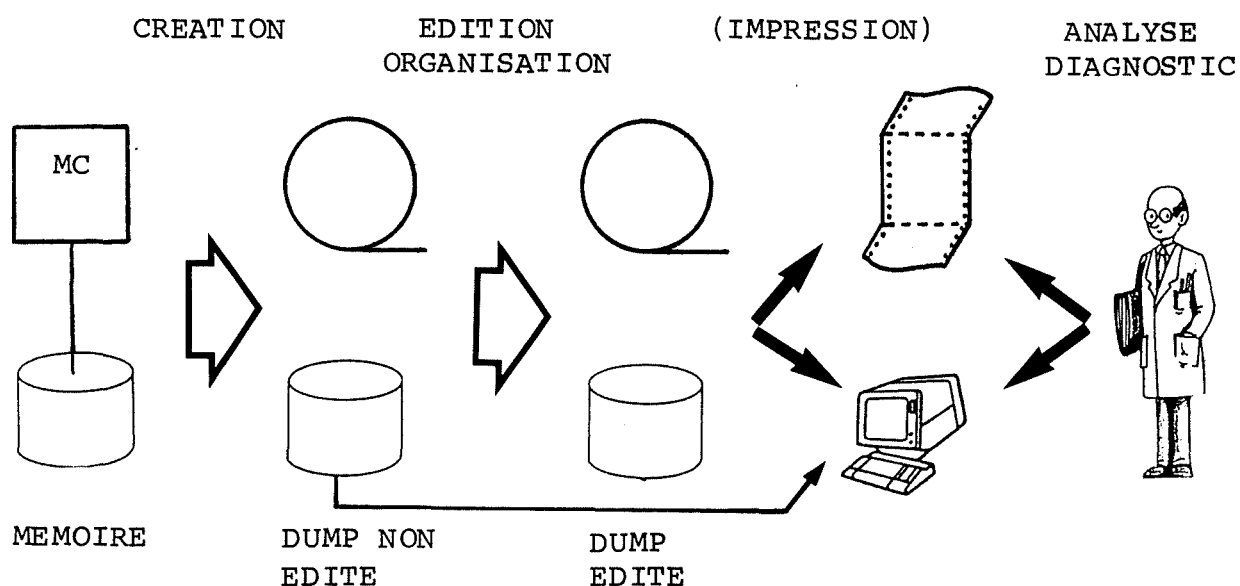 CREATION
EDITION
ORGANISATION
(IMPRESSION)
ANALYSE
DIAGNOSTIC
MC
MEMOIRE
DUMP NON
EDITE
DUMP
EDITE